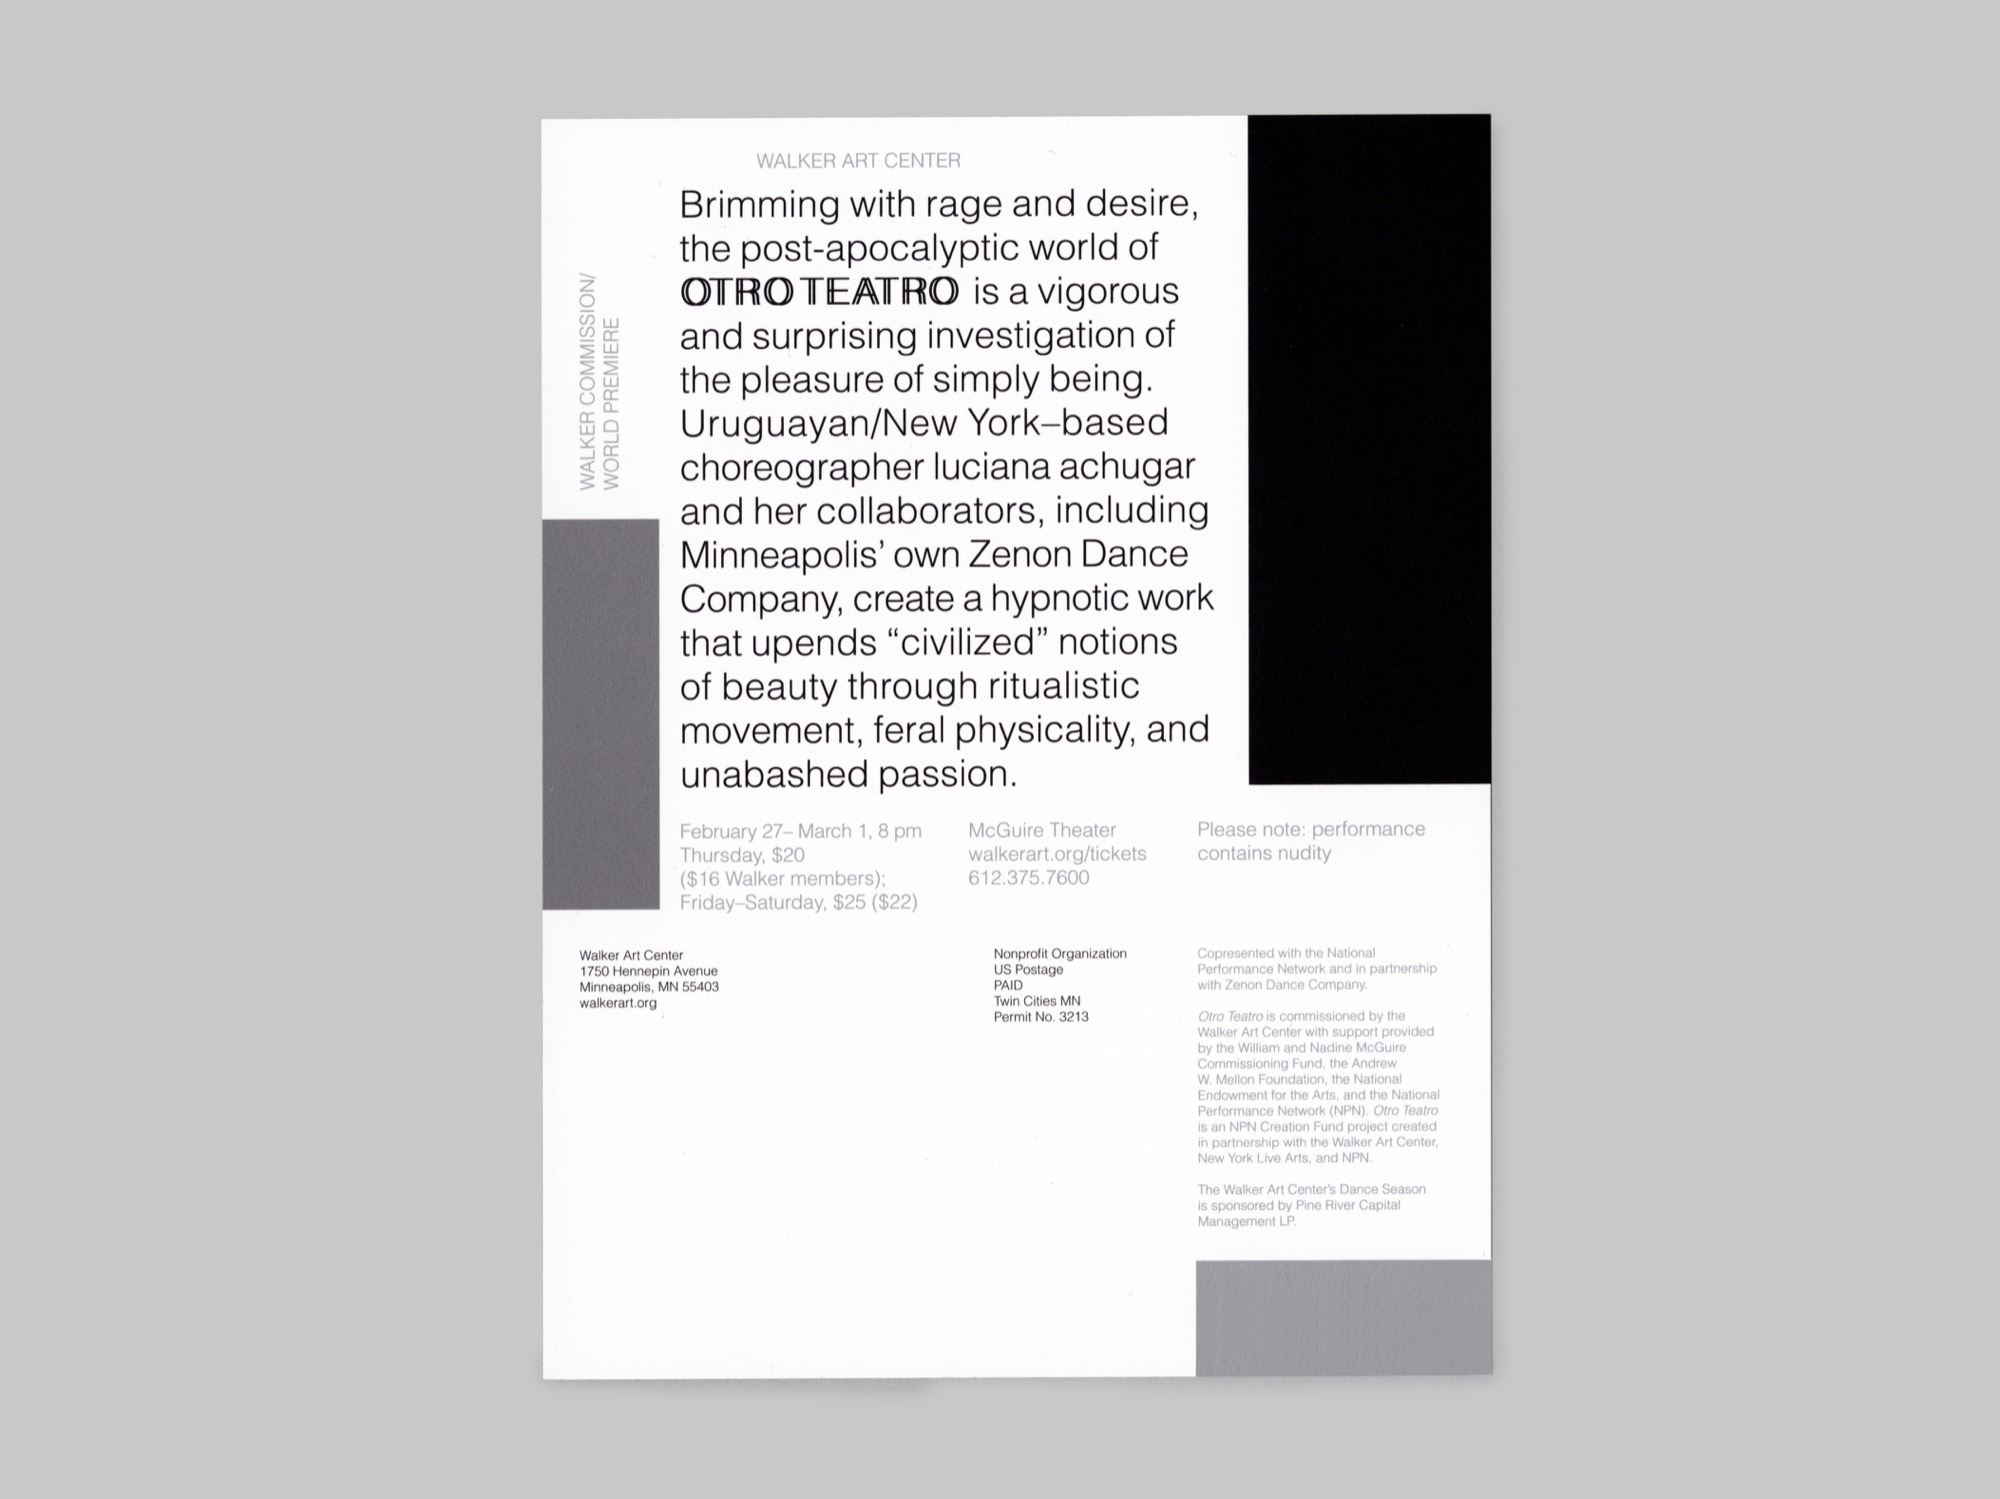 WALKER ART CENTER
Brimming with rage and desire,
the post-apocalyptic world of
OTRO TEATRO is a vigorous
and surprising investigation of
the pleasure of simply being.
Uruguayan/New York–based
choreographer luciana achugar
and her collaborators, including
Minneapolis’ own Zenon Dance
Company, create a hypnotic work
that upends “civilized” notions
of beauty through ritualistic
movement, feral physicality, and
unabashed passion.
WALKER COMMISSION/
WORLD PREMIERE
February 27– March 1, 8 pm
Thursday, $20
($16 Walker members);
Friday–Saturday, $25 ($22)
McGuire Theater
walkerart.org/tickets
612.375.7600
Please note: performance
contains nudity
Walker Art Center
1750 Hennepin Avenue
Minneapolis, MN 55403
walkerart.org
Nonprofit Organization
US Postage
PAID
Twin Cities MN
Permit No. 3213
Copresented with the National
Performance Network and in partnership
with Zenon Dance Company.
Otro Teatro is commissioned by the
Walker Art Center with support provided
by the William and Nadine McGuire
Commissioning Fund, the Andrew
W. Mellon Foundation, the National
Endowment for the Arts, and the National
Performance Network (NPN). Otro Teatro
is an NPN Creation Fund project created
in partnership with the Walker Art Center,
New York Live Arts, and NPN.
The Walker Art Center’s Dance Season
is sponsored by Pine River Capital
Management LP.